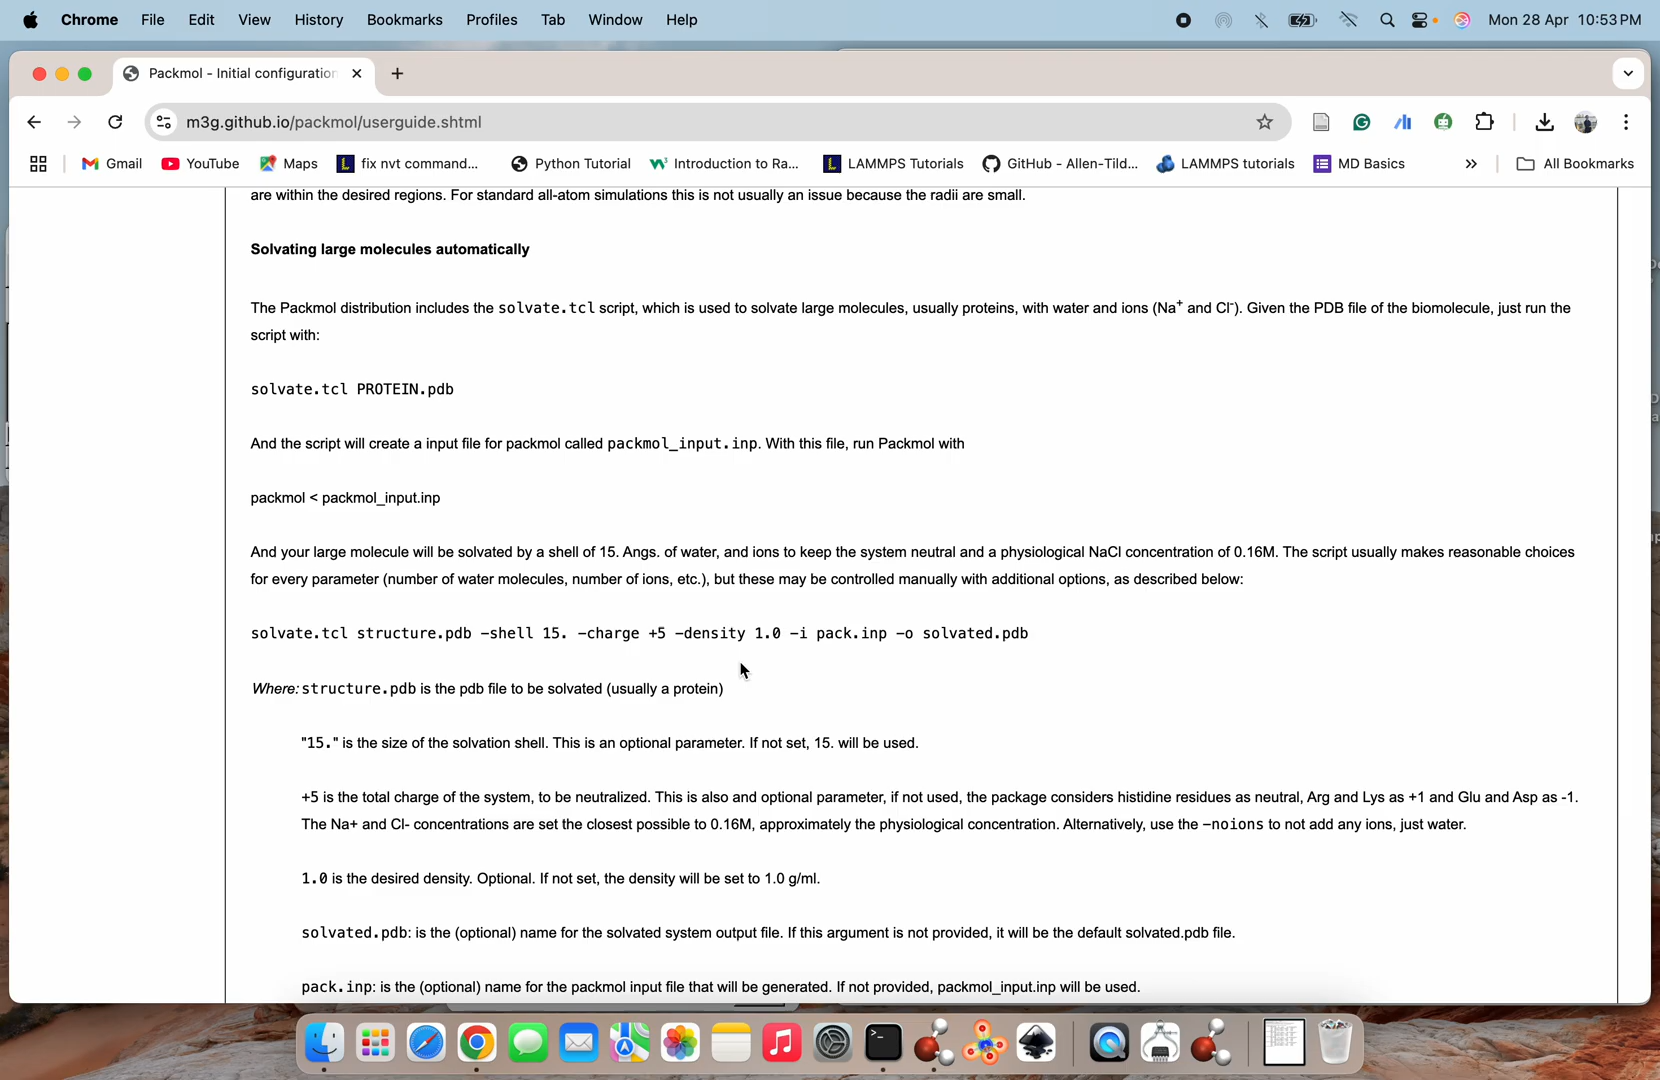 Chrome File Edit View History Bookmarks Profiles Tab Window Help Mon 28 Apr 10:53 PM
Packmol - Initial configuration
m3g.github.io/packmol/userguide.shtml
Gmail YouTube Maps fix nvt command... Python Tutorial Introduction to Ra... LAMMPS Tutorials GitHub - Allen-Tild... LAMMPS tutorials MD Basics » All Bookmarks
are within the desired regions. For standard all-atom simulations this is not usually an issue because the radii are small.
Solvating large molecules automatically
The Packmol distribution includes the solvate.tcl script, which is used to solvate large molecules, usually proteins, with water and ions (Na+ and Cl-). Given the PDB file of the biomolecule, just run the
script with:
solvate.tcl PROTEIN.pdb
And the script will create a input file for packmol called packmol_input.inp. With this file, run Packmol with
packmol < packmol_input.inp
And your large molecule will be solvated by a shell of 15. Angs. of water, and ions to keep the system neutral and a physiological NaCl concentration of 0.16M. The script usually makes reasonable choices
for every parameter (number of water molecules, number of ions, etc.), but these may be controlled manually with additional options, as described below:
solvate.tcl structure.pdb -shell 15. -charge +5 -density 1.0 -i pack.inp -o solvated.pdb
Where: structure.pdb is the pdb file to be solvated (usually a protein)
"15." is the size of the solvation shell. This is an optional parameter. If not set, 15. will be used.
+5 is the total charge of the system, to be neutralized. This is also and optional parameter, if not used, the package considers histidine residues as neutral, Arg and Lys as +1 and Glu and Asp as -1.
The Na+ and Cl- concentrations are set the closest possible to 0.16M, approximately the physiological concentration. Alternatively, use the -noions to not add any ions, just water.
1.0 is the desired density. Optional. If not set, the density will be set to 1.0 g/ml.
solvated.pdb: is the (optional) name for the solvated system output file. If this argument is not provided, it will be the default solvated.pdb file.
pack.inp: is the (optional) name for the packmol input file that will be generated. If not provided, packmol_input.inp will be used.